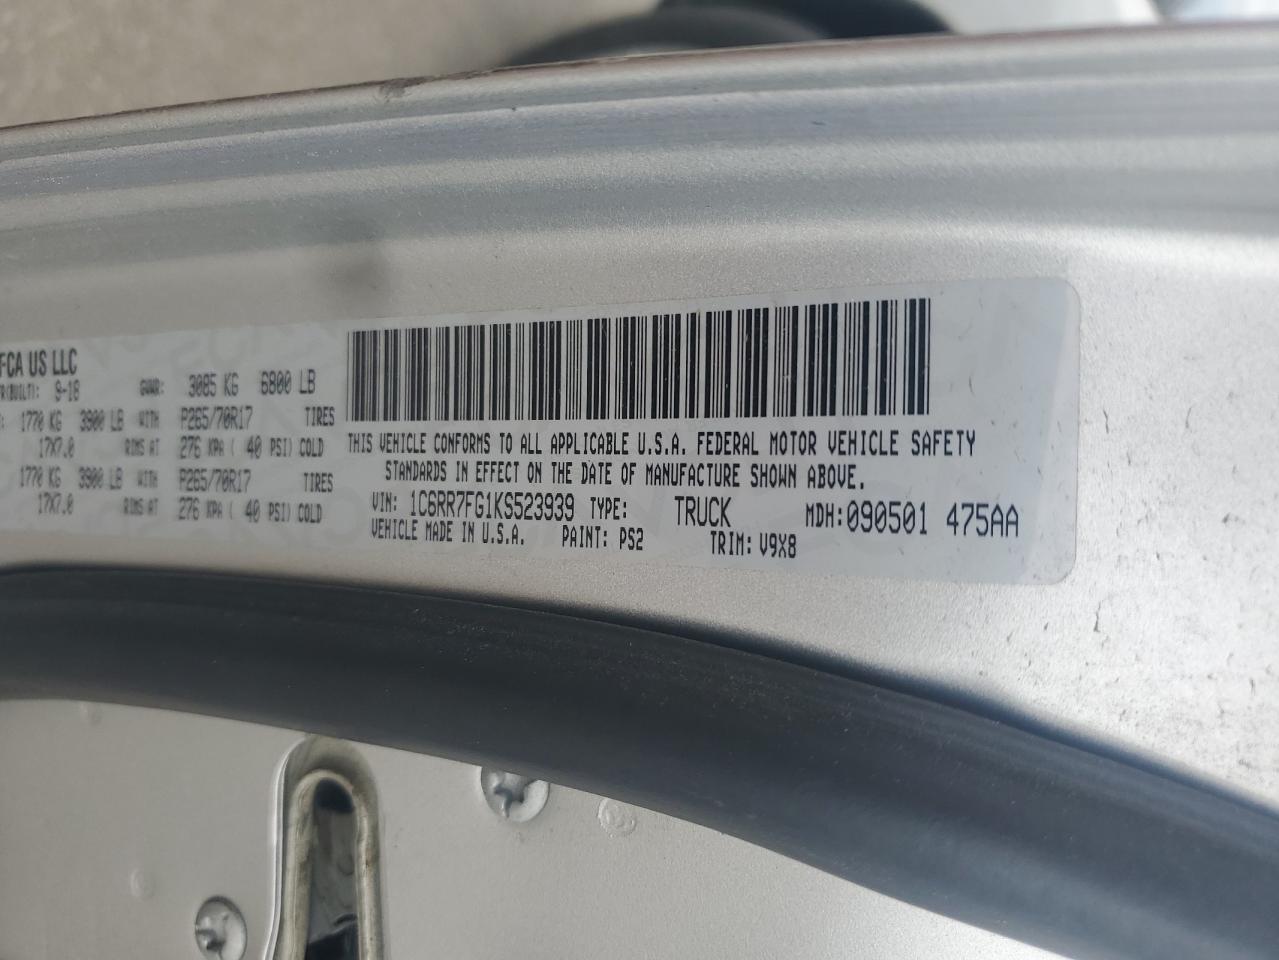 FCA US LLC
(BUILT): 9-18 GVWR: 3085 KG 6800 LB
1770 KG 3900 LB WITH P265/70R17 TIRES
17X7.0 RIMS AT 276 KPA ( 40 PSI) COLD
1770 KG 3900 LB WITH P265/70R17 TIRES
17X7.0 RIMS AT 276 KPA ( 40 PSI) COLD
THIS VEHICLE CONFORMS TO ALL APPLICABLE U.S.A. FEDERAL MOTOR VEHICLE SAFETY
STANDARDS IN EFFECT ON THE DATE OF MANUFACTURE SHOWN ABOVE.
VIN: 1C6RR7FG1KS523939 TYPE: TRUCK MDH:090501 475AA
VEHICLE MADE IN U.S.A. PAINT: PS2 TRIM: V9X8